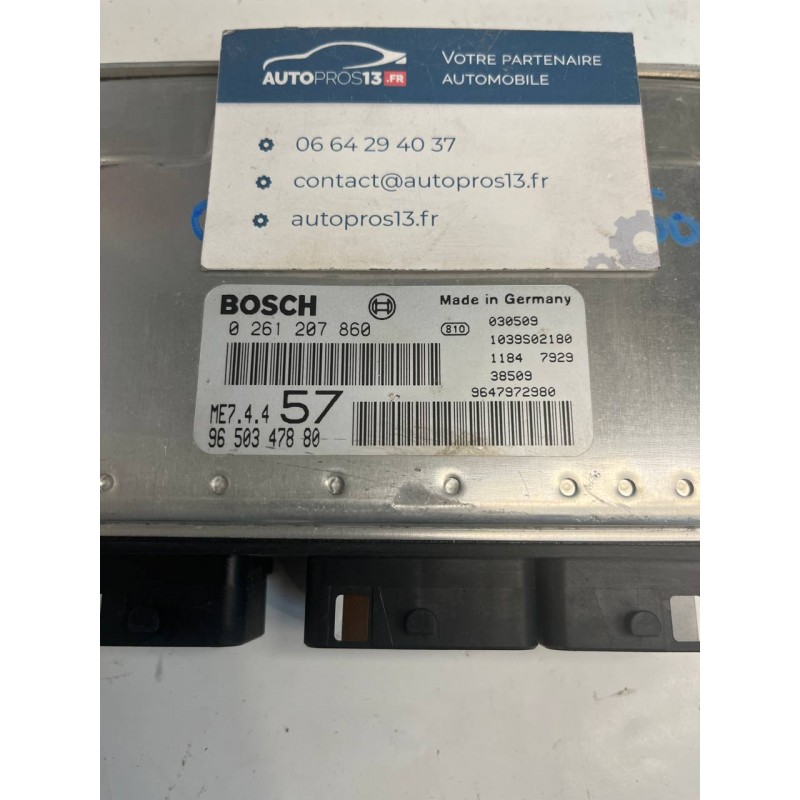 AUTOPROS13.FR
VOTRE PARTENAIRE
AUTOMOBILE
06 64 29 40 37
contact@autopros13.fr
autopros13.fr
BOSCH
Made in Germany
0 261 207 860
810
030509
1039S02180
1184 7929
38509
9647972980
ME7.4.4 57
96 503 478 80